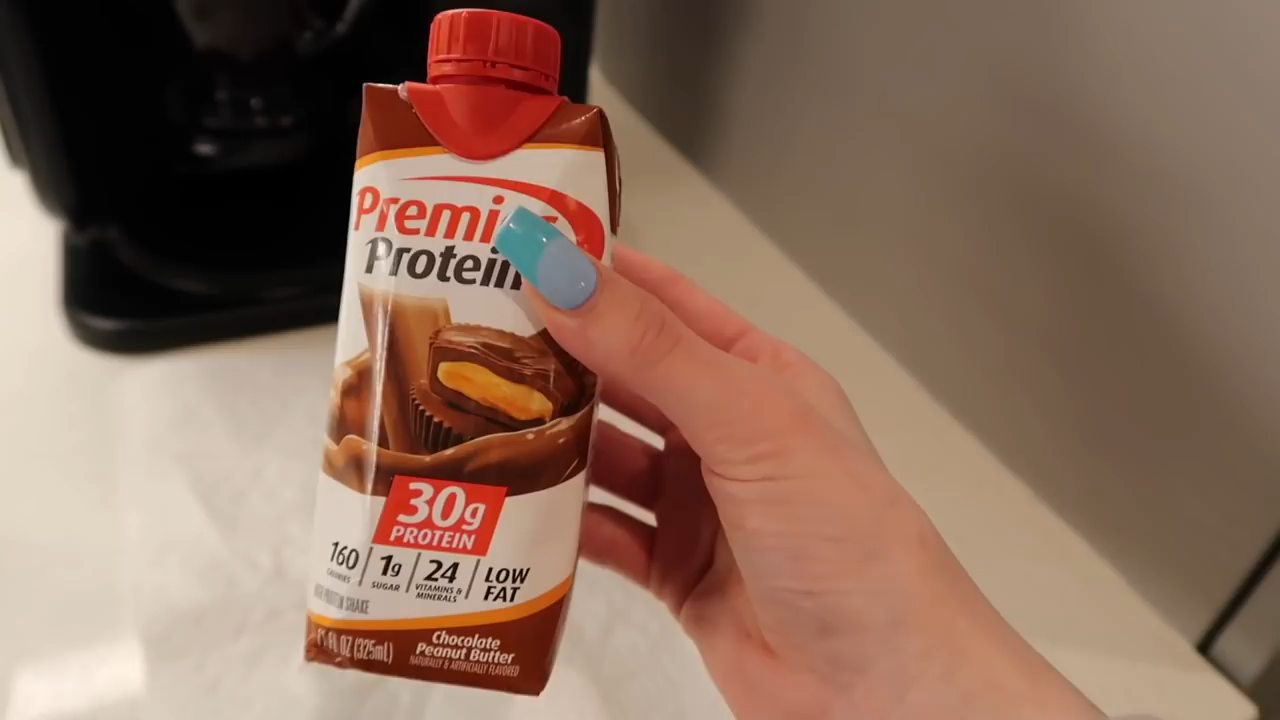 Premier
Protein
30g
PROTEIN
160
CALORIES
1g
SUGAR
24
VITAMINS &
MINERALS
LOW
FAT
PROTEIN SHAKE
FL OZ (325mL)
Chocolate
Peanut Butter
NATURALLY & ARTIFICIALLY FLAVORED